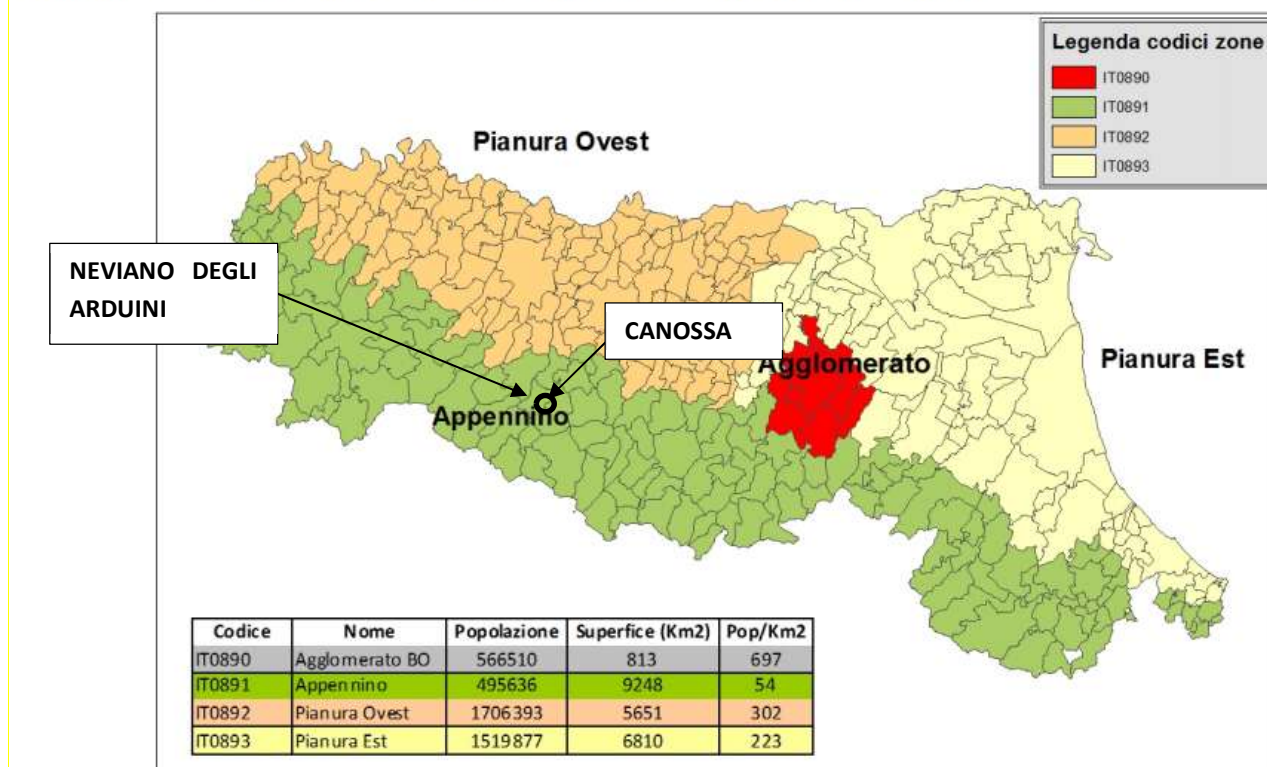 Legenda codici zone
IT0890
IT0891
IT0892
IT0893
Pianura Ovest
NEVIANO DEGLI
ARDUINI
CANOSSA
Agglomerato
Pianura Est
Appennino
Codice Nome Popolazione Superfice (Km2) Pop/Km2
IT0890 Agglomerato BO 566510 813 697
IT0891 Appennino 495636 9248 54
IT0892 Pianura Ovest 1706393 5651 302
IT0893 Pianura Est 1519877 6810 223